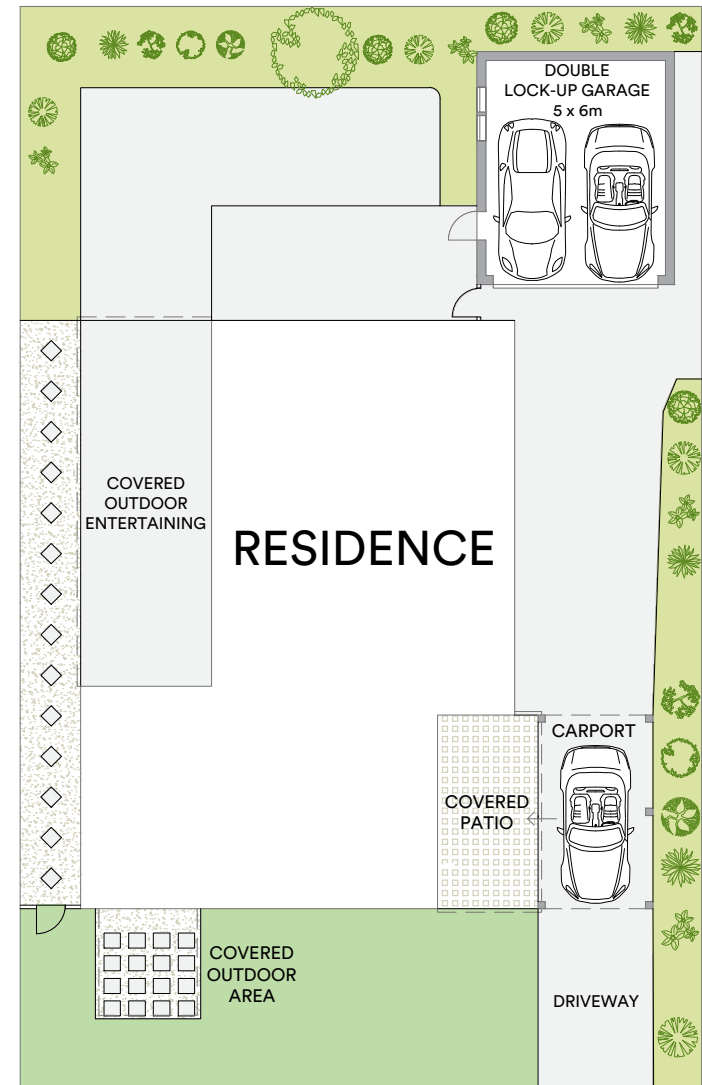 DOUBLE
LOCK-UP GARAGE
5 x 6m
COVERED
OUTDOOR
ENTERTAINING
RESIDENCE
CARPORT
COVERED
PATIO
COVERED
OUTDOOR
AREA
DRIVEWAY